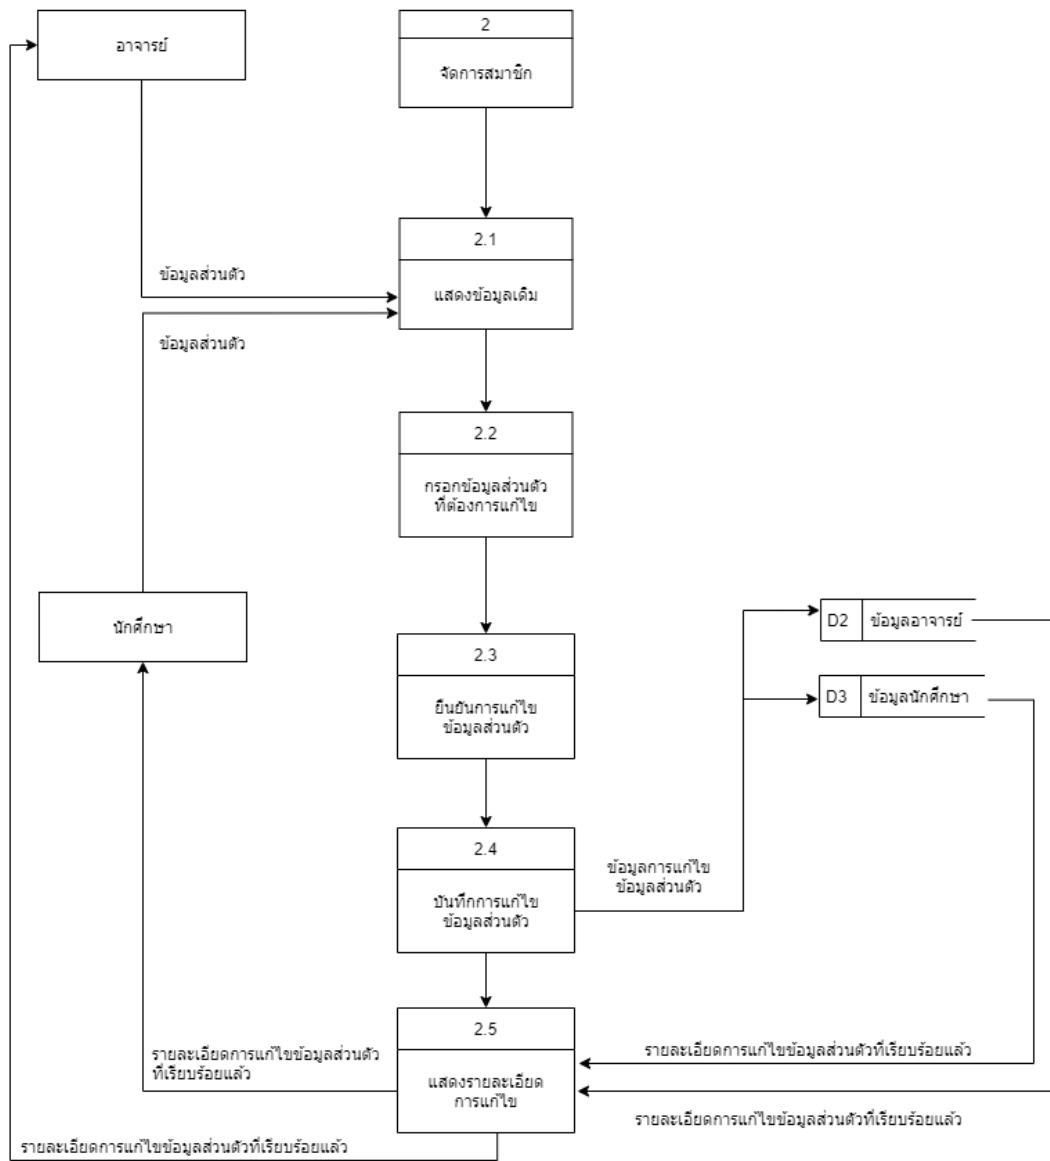 อาจารย์
2
จัดการสมาชิก
2.1
ข้อมูลส่วนตัว
แสดงข้อมูลเดิม
ข้อมูลส่วนตัว
2.2
กรอกข้อมูลส่วนตัว
ที่ต้องการแก้ไข
นักศึกษา
D2
ข้อมูลอาจารย์
2.3
D3
ข้อมูลนักศึกษา
ยืนยันการแก้ไข
ข้อมูลส่วนตัว
2.4
ข้อมูลการแก้ไข
ข้อมูลส่วนตัว
บันทึกการแก้ไข
ข้อมูลส่วนตัว
2.5
รายละเอียดการแก้ไขข้อมูลส่วนตัว
ที่เรียบร้อยแล้ว
รายละเอียดการแก้ไขข้อมูลส่วนตัวที่เรียบร้อยแล้ว
แสดงรายละเอียด
การแก้ไข
รายละเอียดการแก้ไขข้อมูลส่วนตัวที่เรียบร้อยแล้ว
รายละเอียดการแก้ไขข้อมูลส่วนตัวที่เรียบร้อยแล้ว